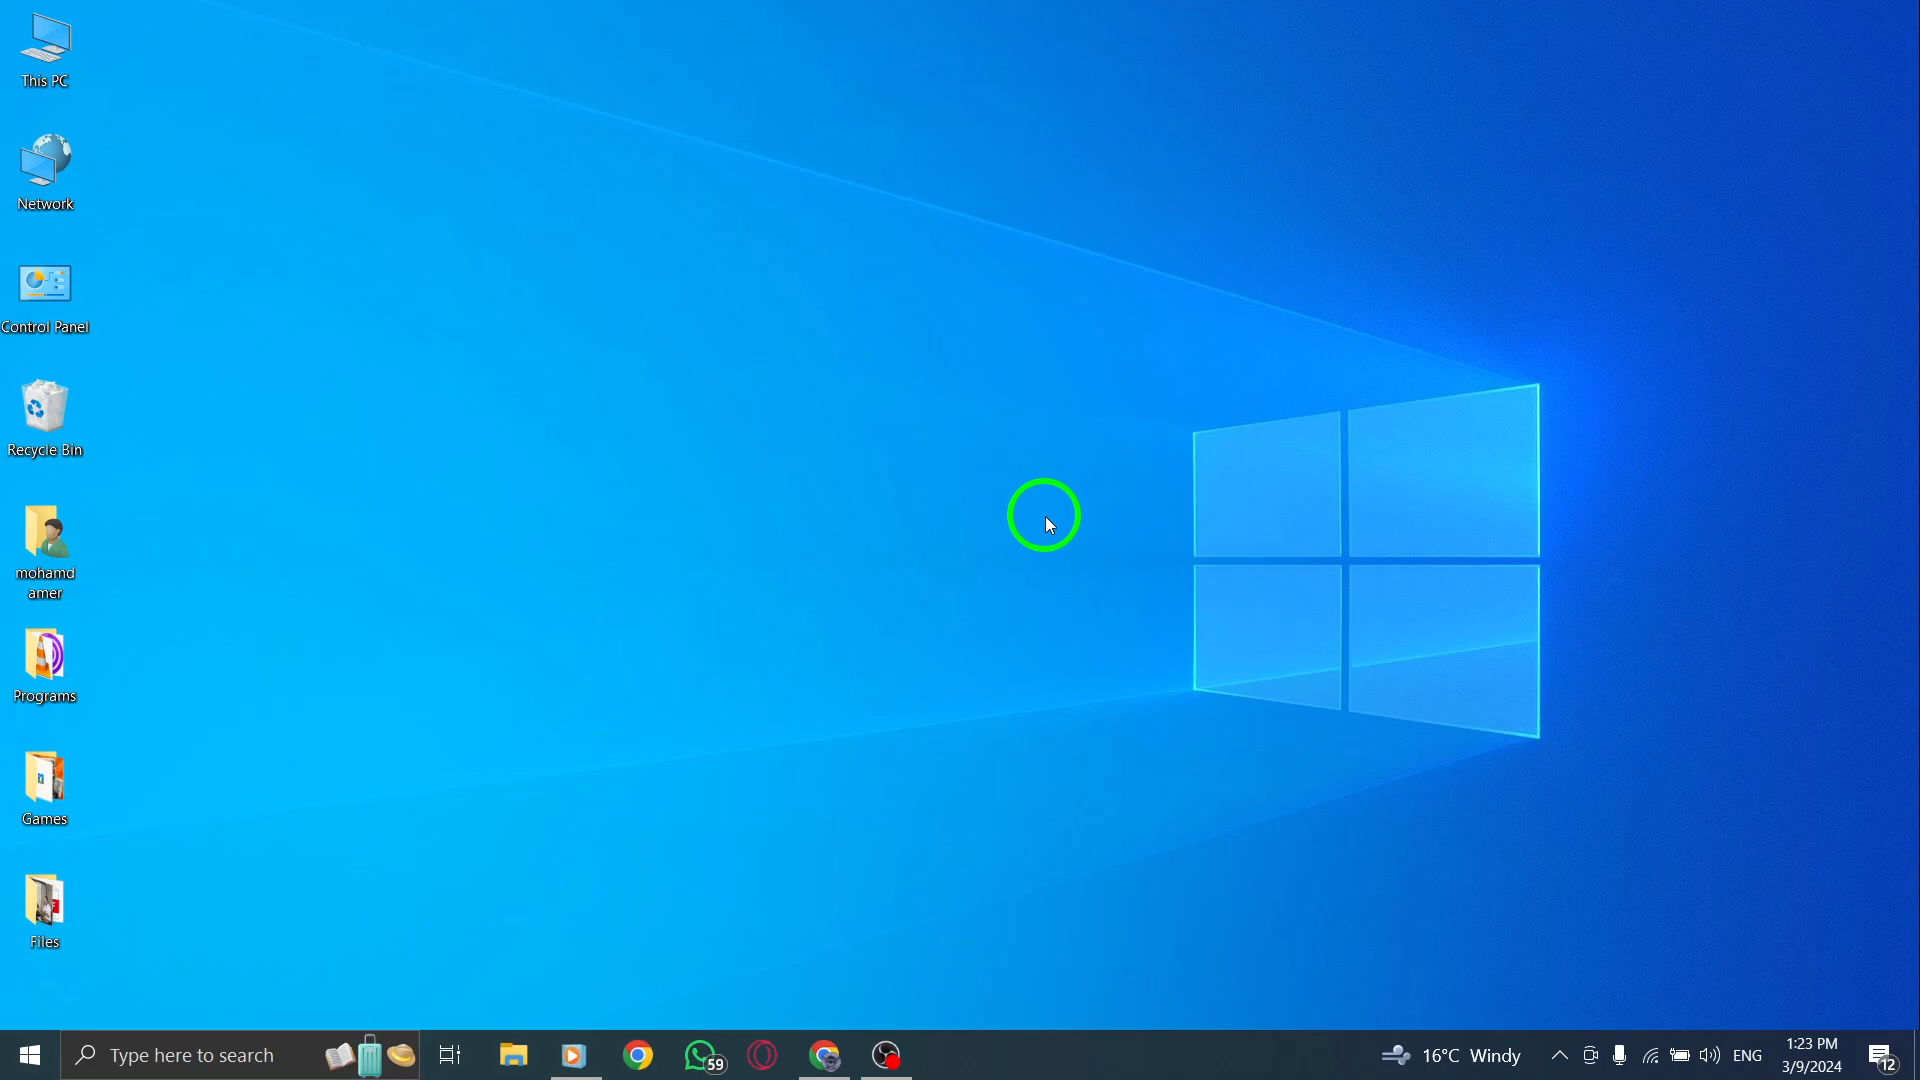 This PC
Network
Control Panel
Recycle Bin
mohamd
amer
Programs
Games
Files
Type here to search
59
16°C Windy
ENG
1:23 PM
3/9/2024
12